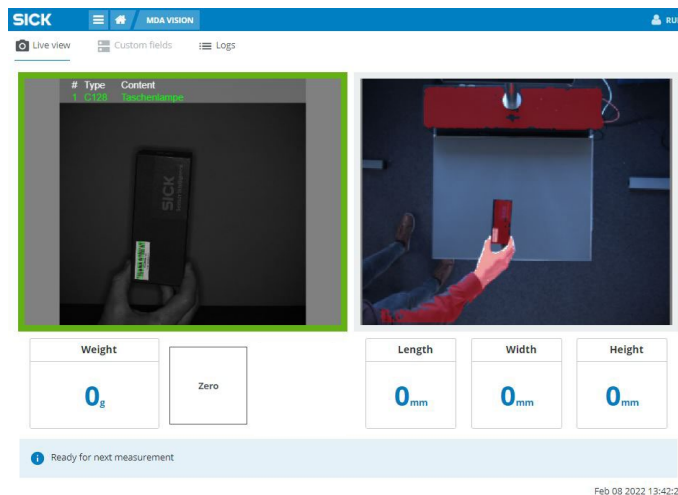 SICK MDA VISION RU
Live view Custom fields Logs
# Type Content
1 C128 Taschenlampe
SICK
Weight
0g
Zero
Length Width Height
0mm 0mm 0mm
Ready for next measurement
Feb 08 2022 13:42:2